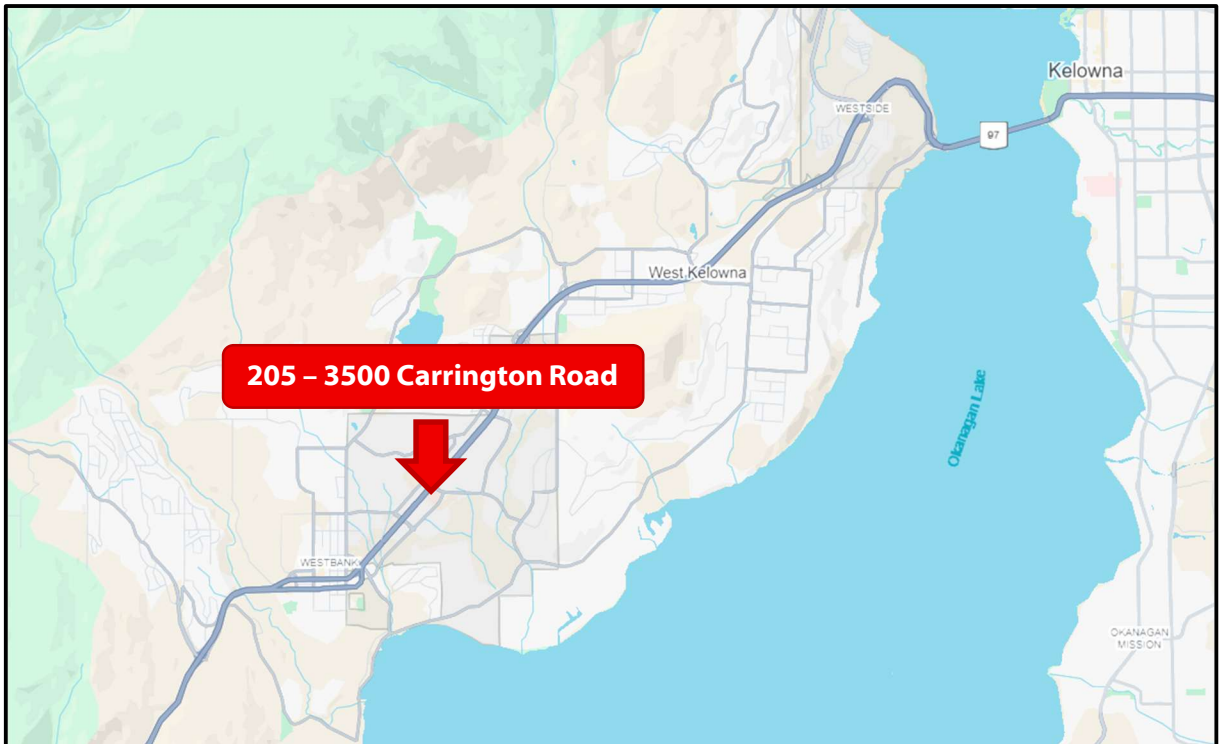 Kelowna
WESTSIDE
97
West Kelowna
205 – 3500 Carrington Road
Okanagan Lake
WESTBANK
OKANAGAN
MISSION